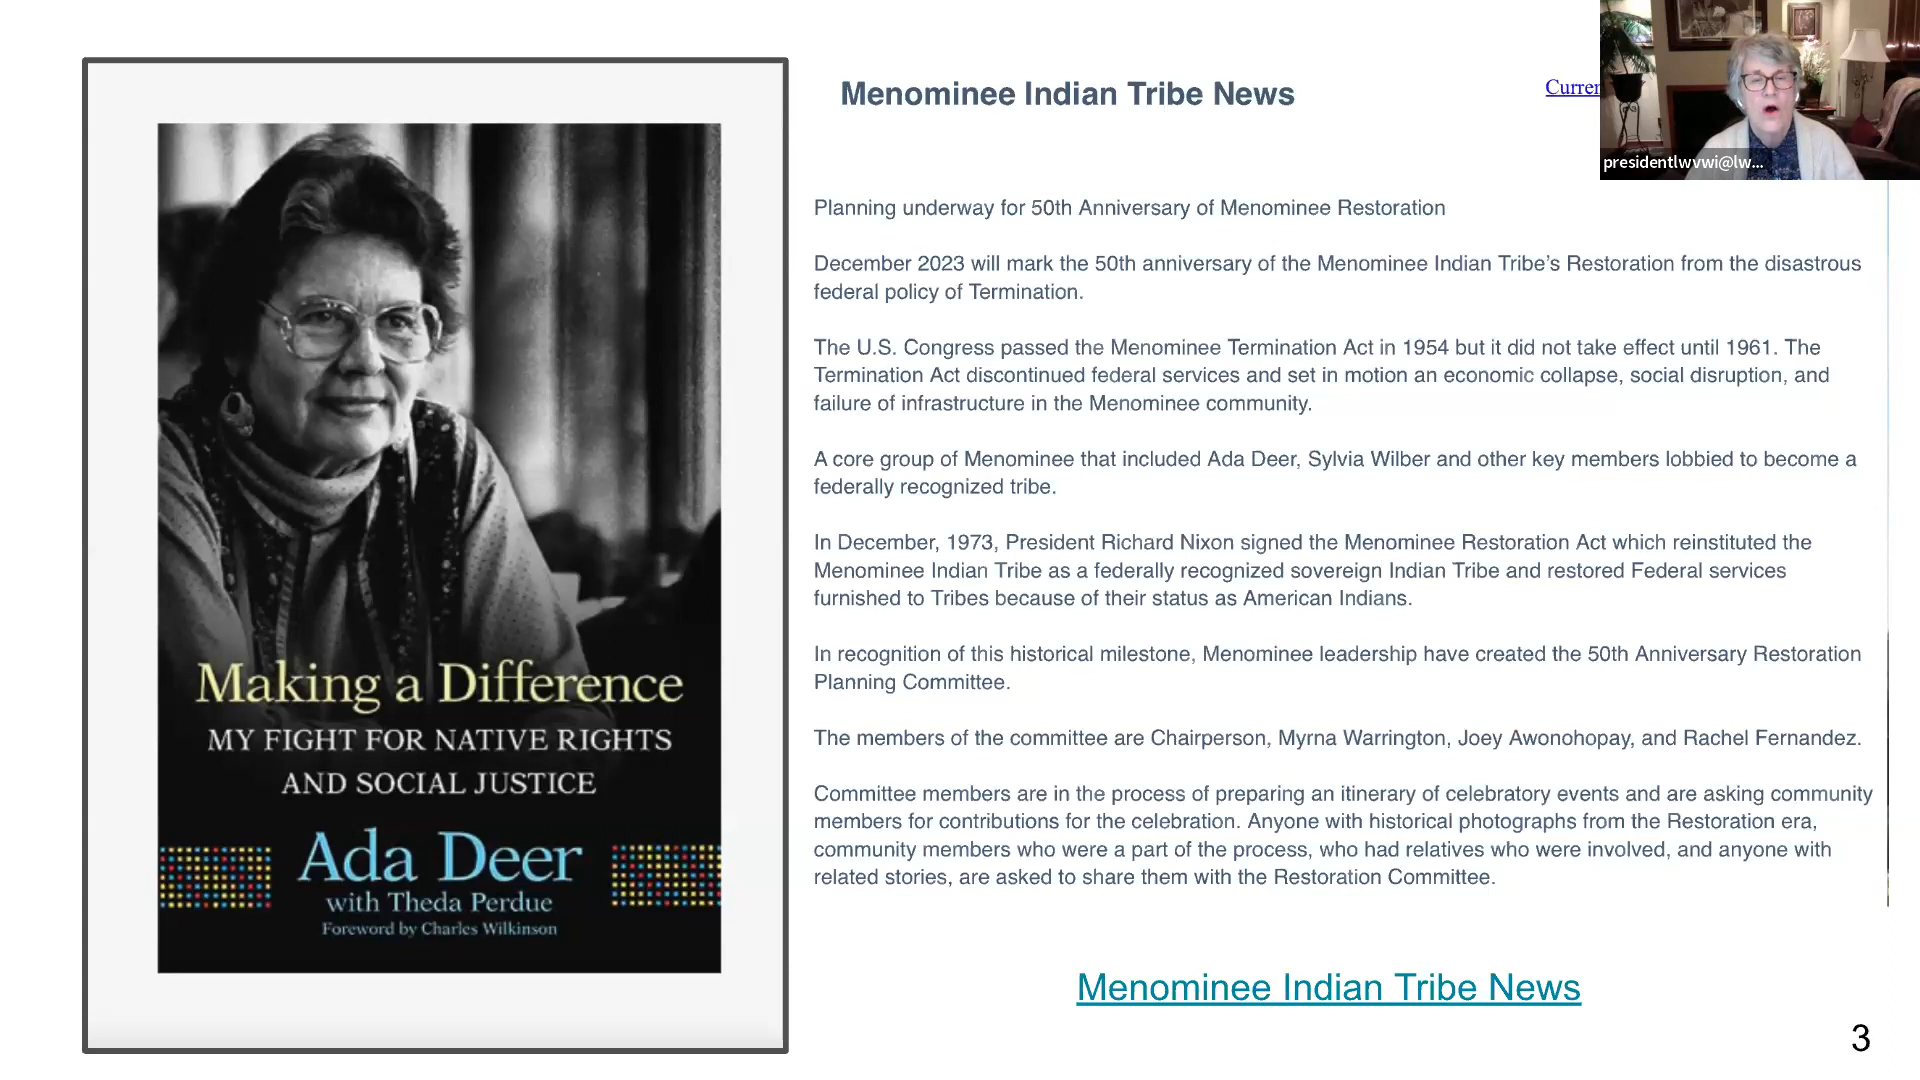 Making a Difference
MY FIGHT FOR NATIVE RIGHTS
AND SOCIAL JUSTICE
Ada Deer
with Theda Perdue
Foreword by Charles Wilkinson
Menominee Indian Tribe News
Curren
presidentlwvwi@lw...
Planning underway for 50th Anniversary of Menominee Restoration
December 2023 will mark the 50th anniversary of the Menominee Indian Tribe's Restoration from the disastrous
federal policy of Termination.
The U.S. Congress passed the Menominee Termination Act in 1954 but it did not take effect until 1961. The
Termination Act discontinued federal services and set in motion an economic collapse, social disruption, and
failure of infrastructure in the Menominee community.
A core group of Menominee that included Ada Deer, Sylvia Wilber and other key members lobbied to become a
federally recognized tribe.
In December, 1973, President Richard Nixon signed the Menominee Restoration Act which reinstituted the
Menominee Indian Tribe as a federally recognized sovereign Indian Tribe and restored Federal services
furnished to Tribes because of their status as American Indians.
In recognition of this historical milestone, Menominee leadership have created the 50th Anniversary Restoration
Planning Committee.
The members of the committee are Chairperson, Myrna Warrington, Joey Awonohopay, and Rachel Fernandez.
Committee members are in the process of preparing an itinerary of celebratory events and are asking community
members for contributions for the celebration. Anyone with historical photographs from the Restoration era,
community members who were a part of the process, who had relatives who were involved, and anyone with
related stories, are asked to share them with the Restoration Committee.
Menominee Indian Tribe News
3